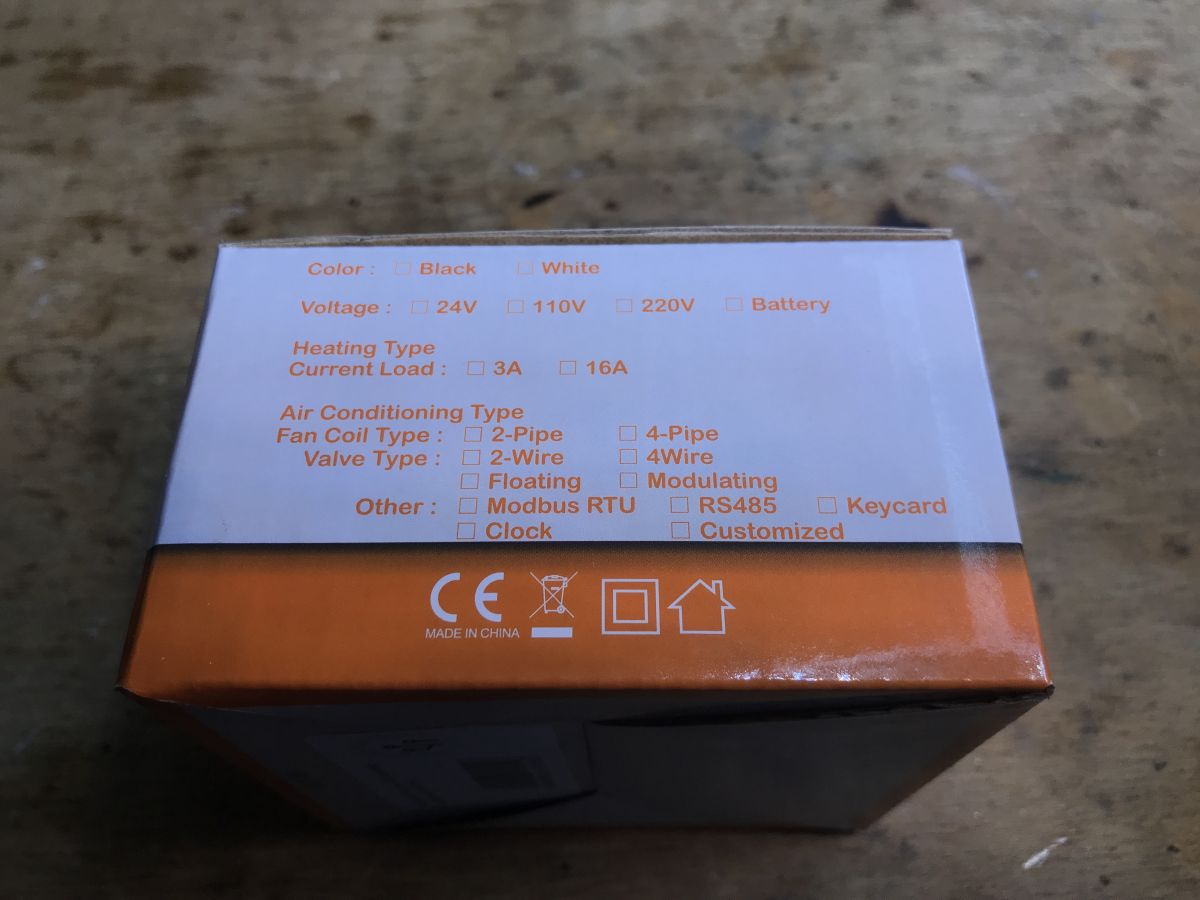 Color : ☐ Black ☐ White
Voltage : ☐ 24V ☐ 110V ☐ 220V ☐ Battery
Heating Type
Current Load : ☐ 3A ☐ 16A
Air Conditioning Type
Fan Coil Type : ☐ 2-Pipe ☐ 4-Pipe
Valve Type : ☐ 2-Wire ☐ 4Wire
☐ Floating ☐ Modulating
Other : ☐ Modbus RTU ☐ RS485 ☐ Keycard
☐ Clock ☐ Customized
CE
MADE IN CHINA